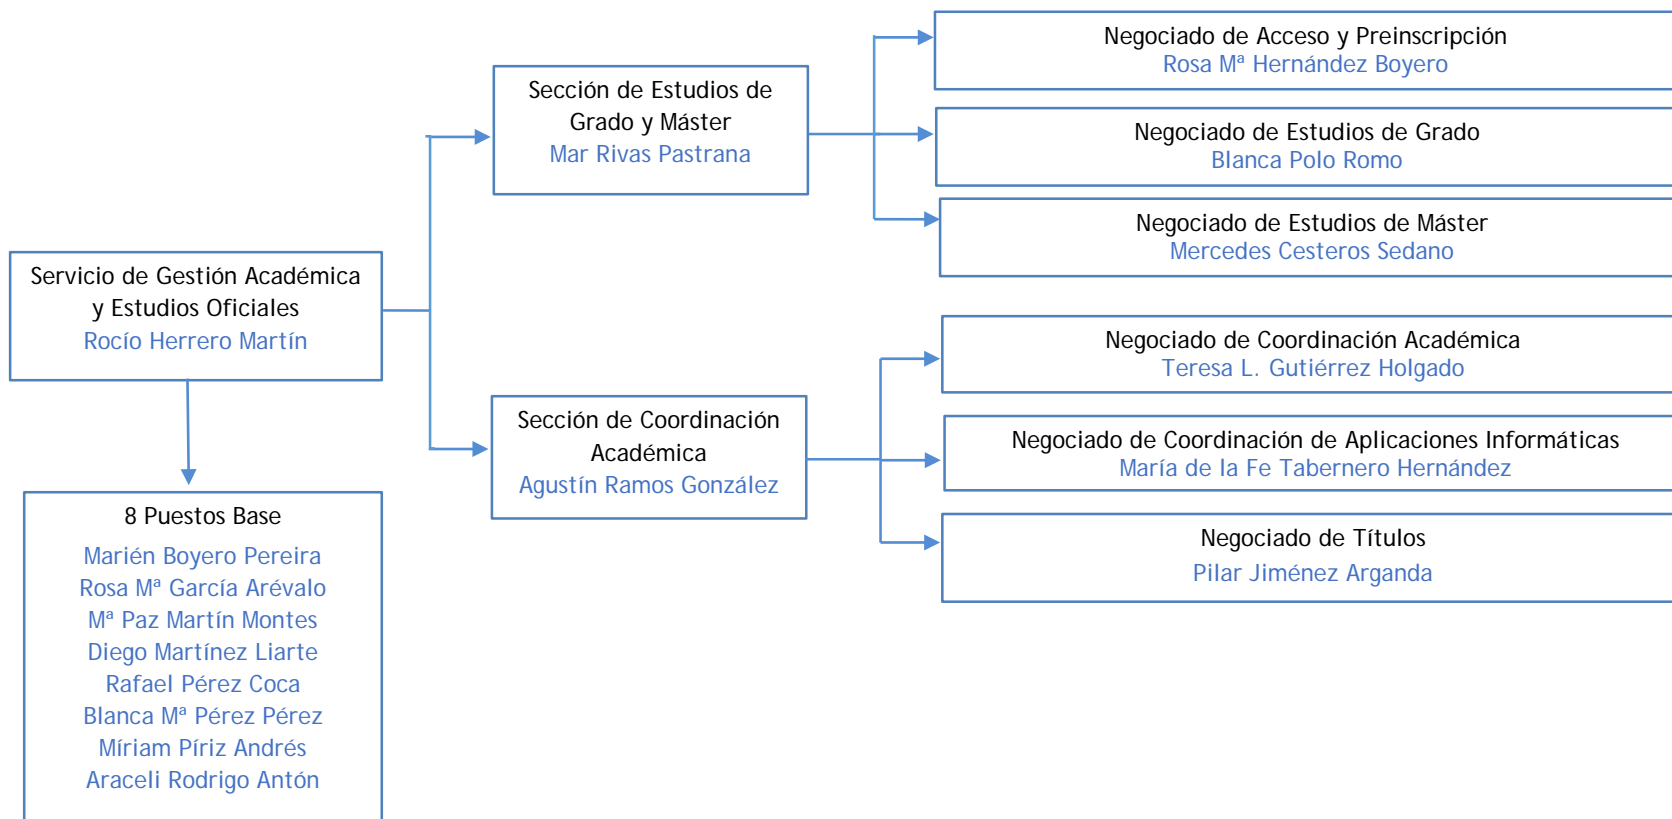 Negociado de Acceso y Preinscripción
Rosa Mª Hernández Boyero
Sección de Estudios de
Grado y Máster
Mar Rivas Pastrana
Negociado de Estudios de Grado
Blanca Polo Romo
Negociado de Estudios de Máster
Mercedes Cesteros Sedano
Servicio de Gestión Académica
y Estudios Oficiales
Rocío Herrero Martín
Negociado de Coordinación Académica
Teresa L. Gutiérrez Holgado
Sección de Coordinación
Académica
Agustín Ramos González
Negociado de Coordinación de Aplicaciones Informáticas
María de la Fe Tabernero Hernández
Negociado de Títulos
Pilar Jiménez Arganda
8 Puestos Base
Marién Boyero Pereira
Rosa Mª García Arévalo
Mª Paz Martín Montes
Diego Martínez Liarte
Rafael Pérez Coca
Blanca Mª Pérez Pérez
Míriam Píriz Andrés
Araceli Rodrigo Antón